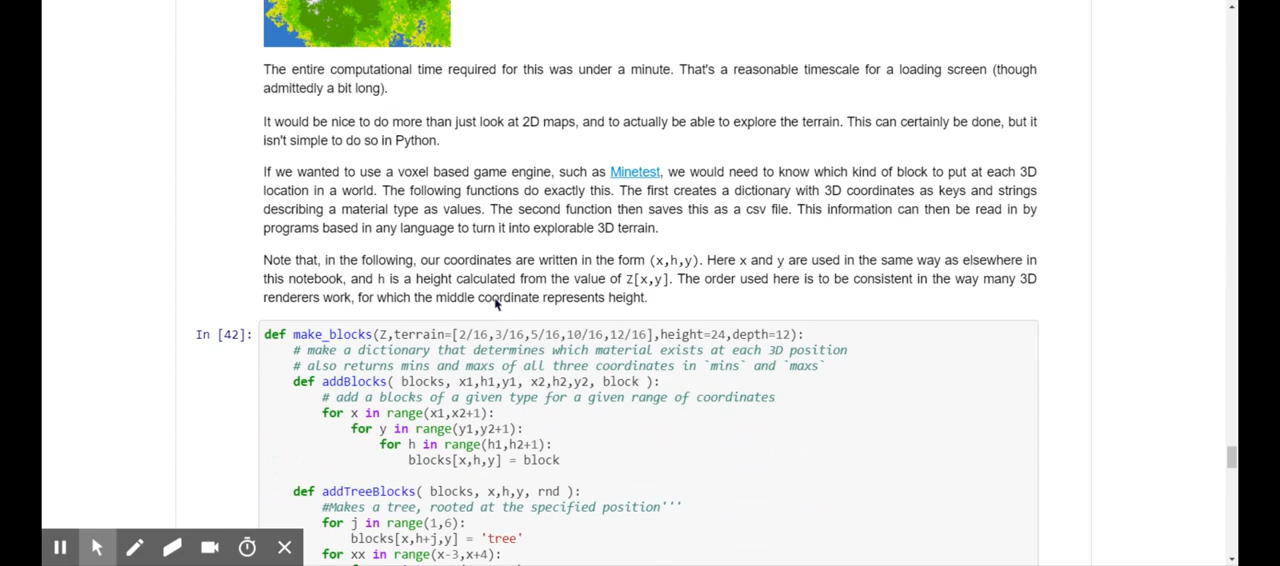 The entire computational time required for this was under a minute. That's a reasonable timescale for a loading screen (though
admittedly a bit long).
It would be nice to do more than just look at 2D maps, and to actually be able to explore the terrain. This can certainly be done, but it
isn't simple to do so in Python.
If we wanted to use a voxel based game engine, such as Minetest, we would need to know which kind of block to put at each 3D
location in a world. The following functions do exactly this. The first creates a dictionary with 3D coordinates as keys and strings
describing a material type as values. The second function then saves this as a csv file. This information can then be read in by
programs based in any language to turn it into explorable 3D terrain.
Note that, in the following, our coordinates are written in the form (x,h,y). Here x and y are used in the same way as elsewhere in
this notebook, and h is a height calculated from the value of Z[x,y]. The order used here is to be consistent in the way many 3D
renderers work, for which the middle coordinate represents height.
In [42]: def make_blocks(Z,terrain=[2/16,3/16,5/16,10/16,12/16],height=24,depth=12):
# make a dictionary that determines which material exists at each 3D position
# also returns mins and maxs of all three coordinates in `mins` and `maxs`
def addBlocks( blocks, x1,h1,y1, x2,h2,y2, block ):
# add a blocks of a given type for a given range of coordinates
for x in range(x1,x2+1):
for y in range(y1,y2+1):
for h in range(h1,h2+1):
blocks[x,h,y] = block
def addTreeBlocks( blocks, x,h,y, rnd ):
#Makes a tree, rooted at the specified position'''
for j in range(1,6):
blocks[x,h+j,y] = 'tree'
for xx in range(x-3,x+4):